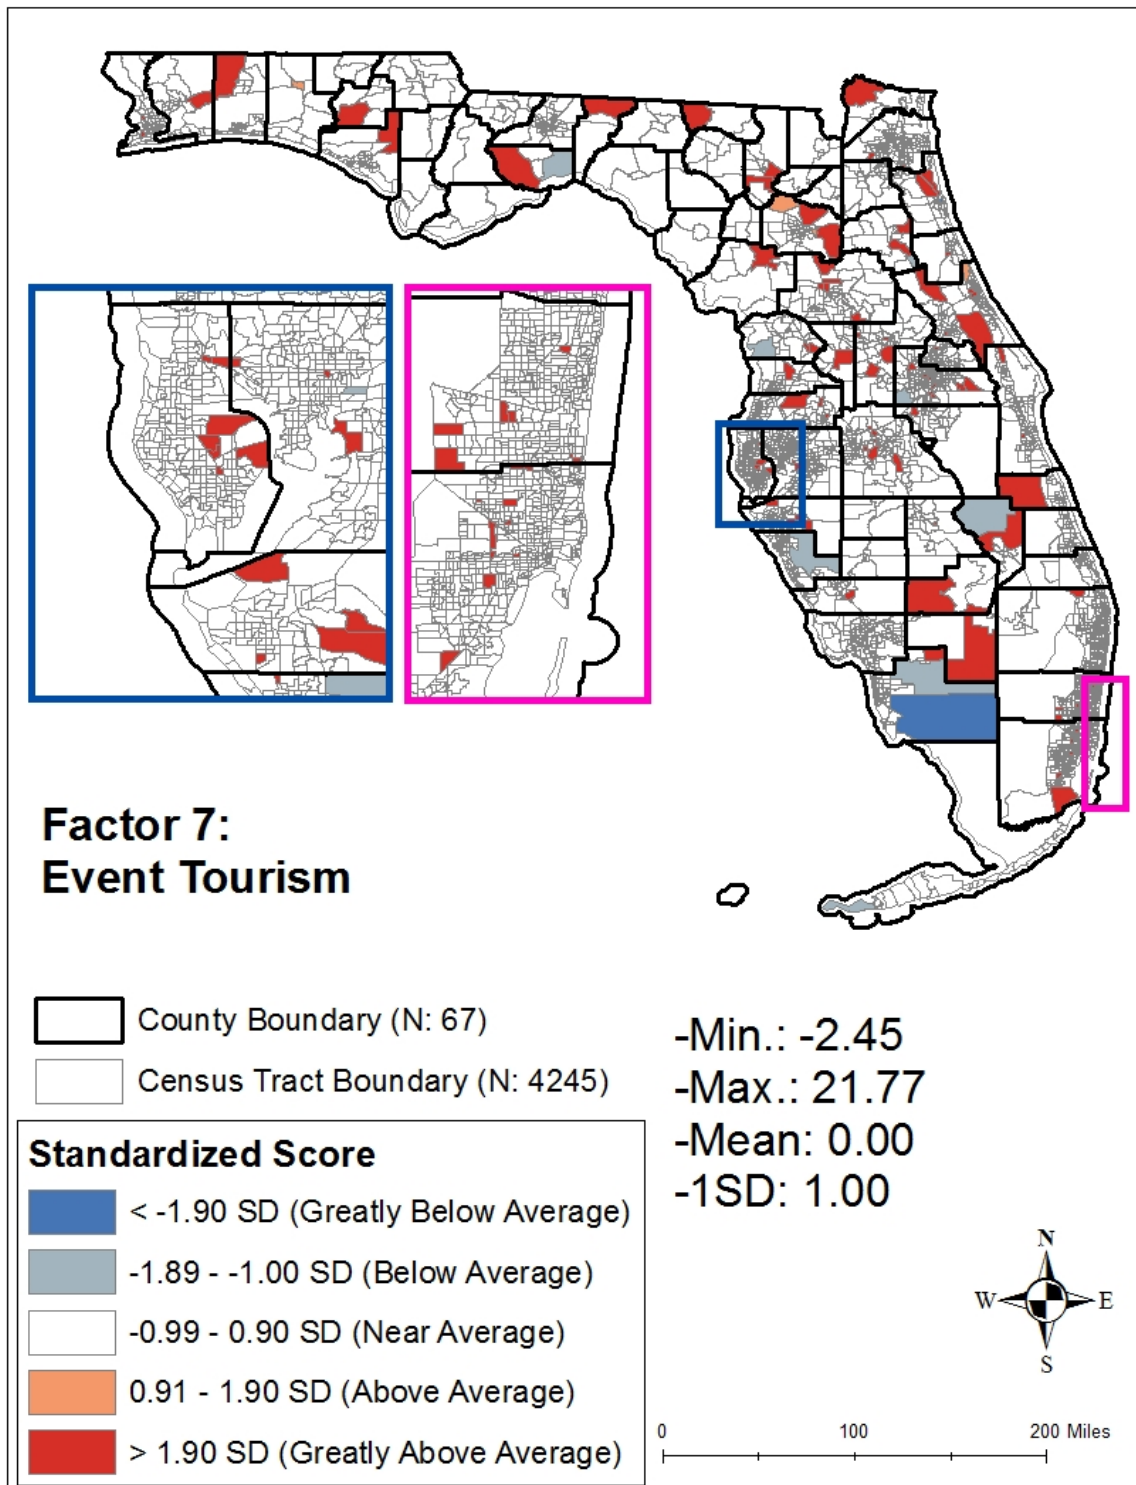 Factor 7:
Event Tourism
County Boundary (N: 67)
Census Tract Boundary (N: 4245)
-Min.: -2.45
-Max.: 21.77
-Mean: 0.00
-1SD: 1.00
Standardized Score
< -1.90 SD (Greatly Below Average)
-1.89 - -1.00 SD (Below Average)
-0.99 - 0.90 SD (Near Average)
0.91 - 1.90 SD (Above Average)
> 1.90 SD (Greatly Above Average)
N
W E
S
0 100 200 Miles